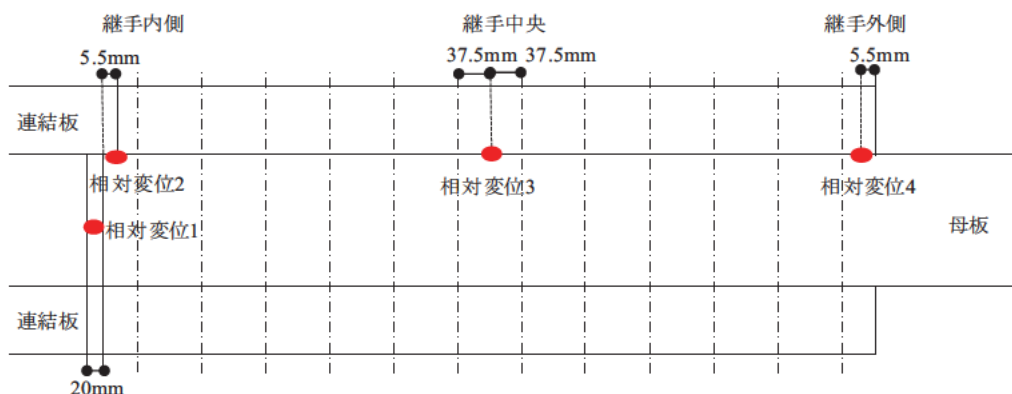 継手内側
継手中央
継手外側
5.5mm
37.5mm
37.5mm
5.5mm
連結板
相対変位2
相対変位3
相対変位4
相対変位1
母板
連結板
20mm